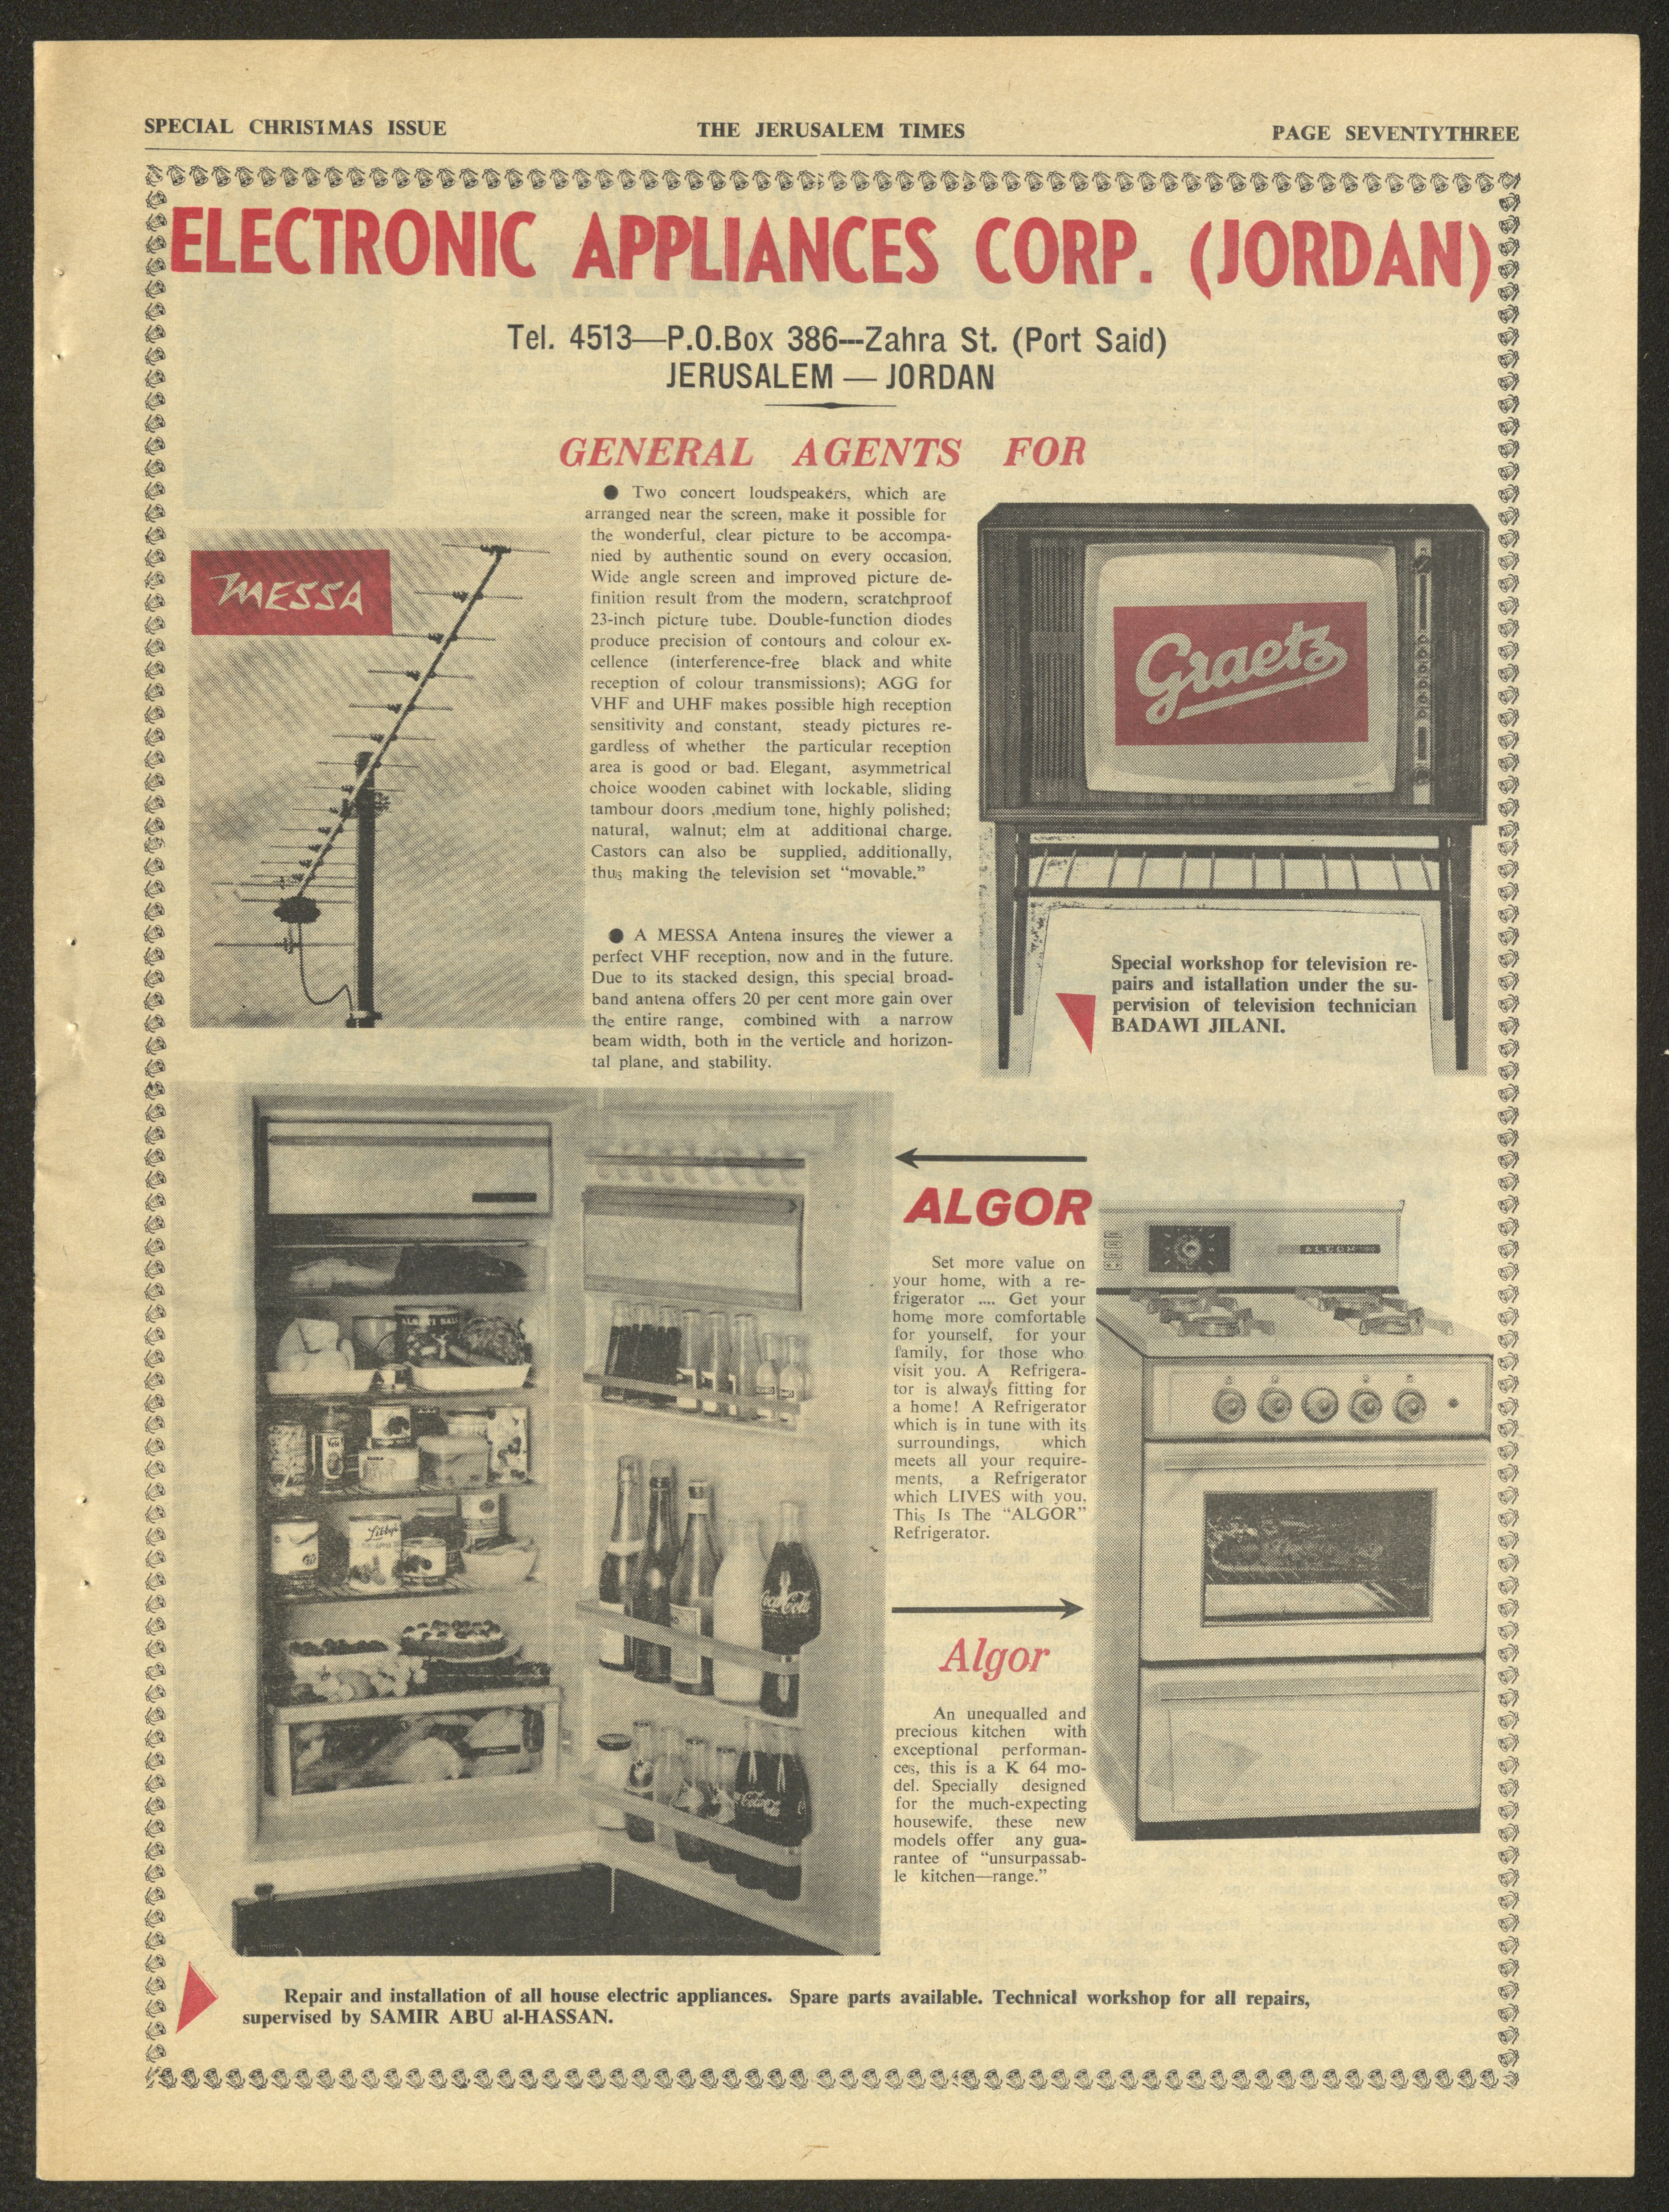 SPECIAL CHRISTMAS ISSUE
THE JERUSALEM TIMES
PAGE SEVENTYTHREE
ELECTRONIC APPLIANCES CORP. (JORDAN)
Tel. 4513—P.O.Box 386---Zahra St. (Port Said)
JERUSALEM — JORDAN
GENERAL AGENTS FOR
MESSA
● Two concert loudspeakers, which are
arranged near the screen, make it possible for
the wonderful, clear picture to be accompa-
nied by authentic sound on every occasion.
Wide angle screen and improved picture de-
finition result from the modern, scratchproof
23-inch picture tube. Double-function diodes
produce precision of contours and colour ex-
cellence (interference-free black and white
reception of colour transmissions); AGG for
VHF and UHF makes possible high reception
sensitivity and constant, steady pictures re-
gardless of whether the particular reception
area is good or bad. Elegant, asymmetrical
choice wooden cabinet with lockable, sliding
tambour doors ,medium tone, highly polished;
natural, walnut; elm at additional charge.
Castors can also be supplied, additionally,
thus making the television set “movable.”
● A MESSA Antena insures the viewer a
perfect VHF reception, now and in the future.
Due to its stacked design, this special broad-
band antena offers 20 per cent more gain over
the entire range, combined with a narrow
beam width, both in the verticle and horizon-
tal plane, and stability.
Graetz
Special workshop for television re-
pairs and istallation under the su-
pervision of television technician
BADAWI JILANI.
ALGOR
Set more value on
your home, with a re-
frigerator .... Get your
home more comfortable
for yourself, for your
family, for those who
visit you. A Refrigera-
tor is always fitting for
a home! A Refrigerator
which is in tune with its
surroundings, which
meets all your require-
ments, a Refrigerator
which LIVES with you.
This Is The “ALGOR”
Refrigerator.
ALGOR
Libby's
Coca-Cola
Coca-Cola
Algor
An unequalled and
precious kitchen with
exceptional performan-
ces, this is a K 64 mo-
del. Specially designed
for the much-expecting
housewife, these new
models offer any gua-
rantee of “unsurpassab-
le kitchen—range.”
Repair and installation of all house electric appliances. Spare parts available. Technical workshop for all repairs,
supervised by SAMIR ABU al-HASSAN.